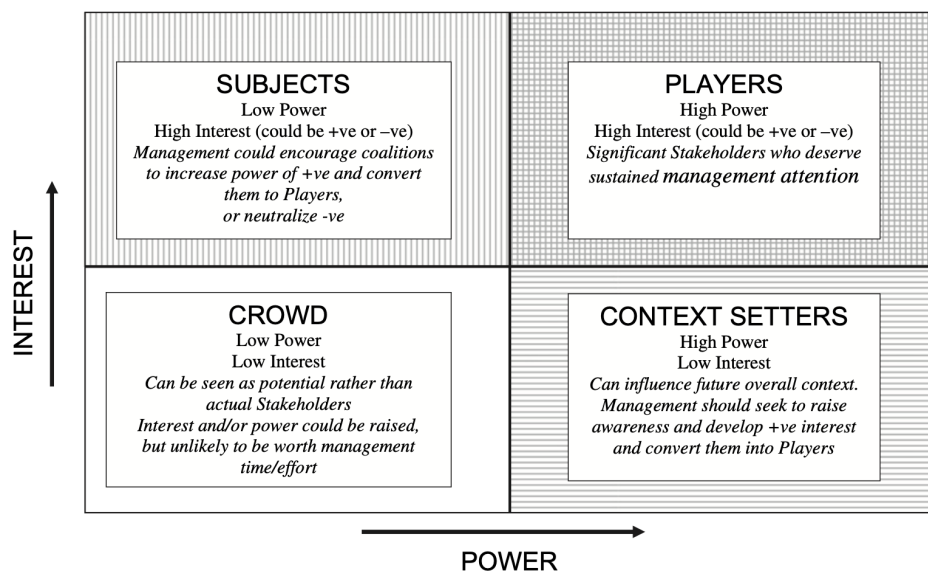 SUBJECTS
Low Power
High Interest (could be +ve or –ve)
Management could encourage coalitions
to increase power of +ve and convert
them to Players,
or neutralize -ve
PLAYERS
High Power
High Interest (could be +ve or –ve)
Significant Stakeholders who deserve
sustained management attention
INTEREST
CROWD
Low Power
Low Interest
Can be seen as potential rather than
actual Stakeholders
Interest and/or power could be raised,
but unlikely to be worth management
time/effort
CONTEXT SETTERS
High Power
Low Interest
Can influence future overall context.
Management should seek to raise
awareness and develop +ve interest
and convert them into Players
POWER